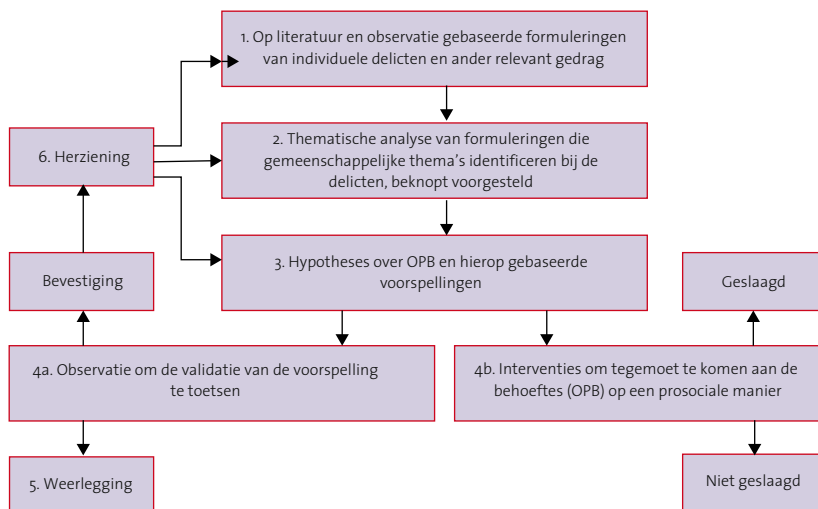 1. Op literatuur en observatie gebaseerde formuleringen
van individuele delicten en ander relevant gedrag
2. Thematische analyse van formuleringen die
gemeenschappelijke thema's identificeren bij de
delicten, beknopt voorgesteld
6. Herziening
3. Hypotheses over OPB en hierop gebaseerde
voorspellingen
Bevestiging
Geslaagd
4a. Observatie om de validatie van de voorspelling
te toetsen
4b. Interventies om tegemoet te komen aan de
behoeftes (OPB) op een prosociale manier
5. Weerlegging
Niet geslaagd